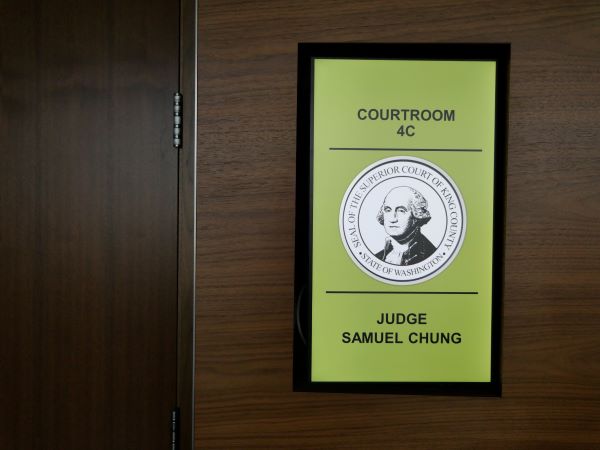 COURTROOM
4C
SEAL OF THE SUPERIOR COURT OF KING COUNTY
• STATE OF WASHINGTON •
JUDGE
SAMUEL CHUNG